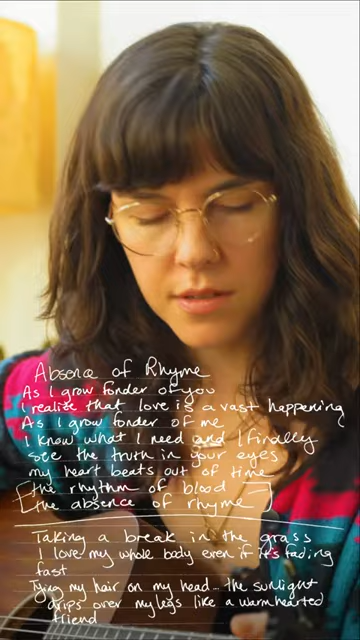 Absence of Rhyme
As I grow fonder of you
I realize that love is a vast happening
As I grow fonder of me
I know what I need and I finally
see the truth in your eyes
my heart beats out of time
the rhythm of blood
the absence of rhyme
Taking a break in the grass
I love my whole body even if it's fading
fast
Tying my hair on my head... the sunlight
drips over my legs like a warmhearted
friend